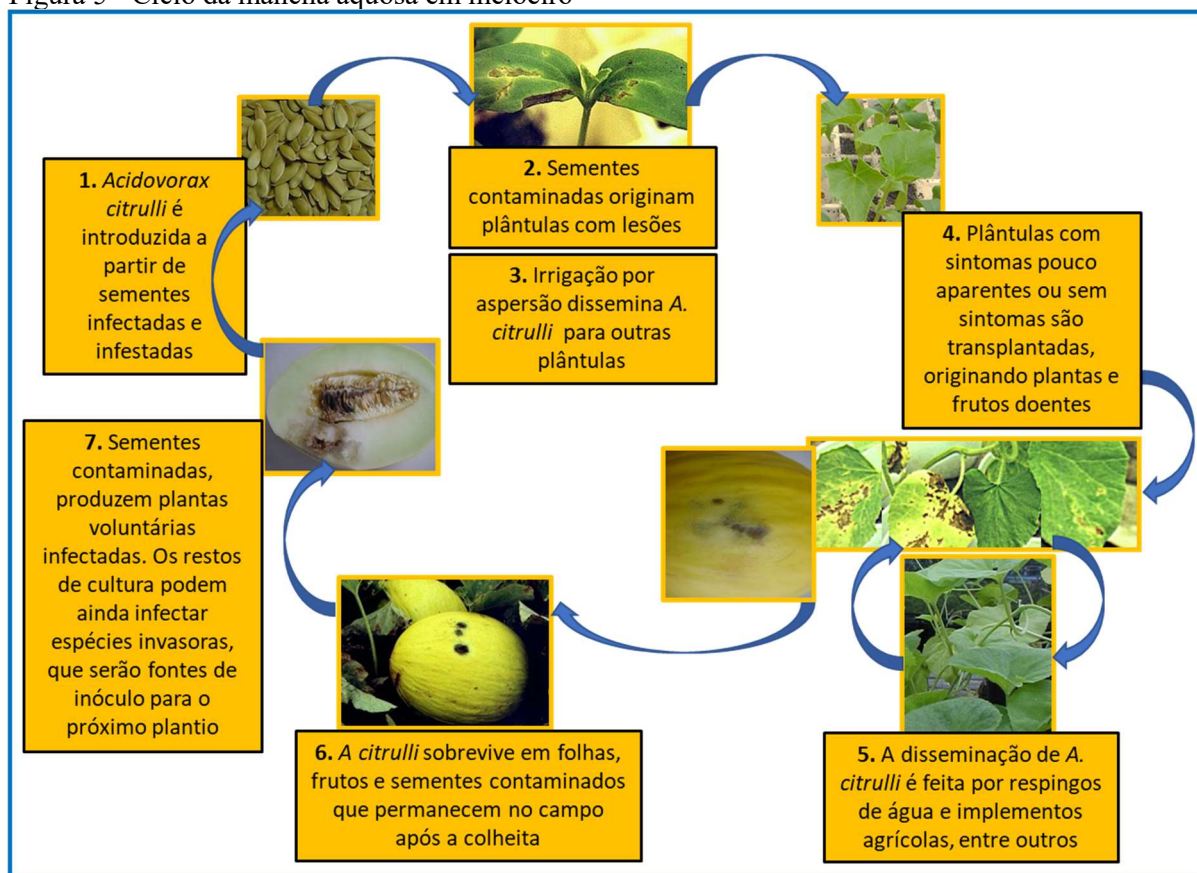 Figura 5 - Ciclo da mancha aquosa em meloeiro
1. Acidovorax
citrulli é
introduzida a
partir de
sementes
infectadas e
infestadas
2. Sementes
contaminadas originam
plântulas com lesões
3. Irrigação por
aspersão dissemina A.
citrulli para outras
plântulas
4. Plântulas com
sintomas pouco
aparentes ou sem
sintomas são
transplantadas,
originando plantas e
frutos doentes
5. A disseminação de A.
citrulli é feita por respingos
de água e implementos
agrícolas, entre outros
6. A citrulli sobrevive em folhas,
frutos e sementes contaminados
que permanecem no campo
após a colheita
7. Sementes
contaminadas,
produzem plantas
voluntárias
infectadas. Os restos
de cultura podem
ainda infectar
espécies invasoras,
que serão fontes de
inóculo para o
próximo plantio